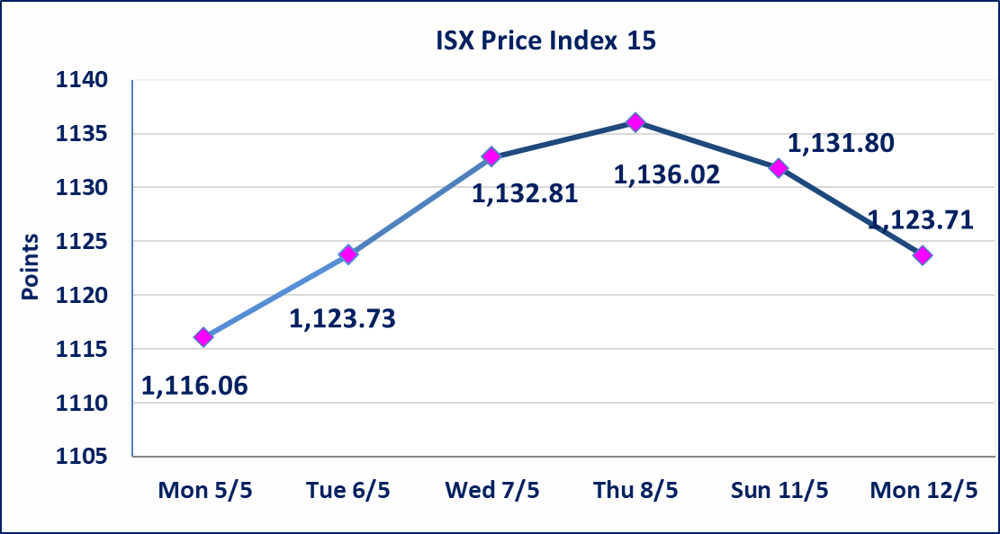 ISX Price Index 15
1140
1135
1130
1125
1120
1115
1110
1105
Points
1,116.06
1,123.73
1,132.81
1,136.02
1,131.80
1,123.71
Mon 5/5
Tue 6/5
Wed 7/5
Thu 8/5
Sun 11/5
Mon 12/5